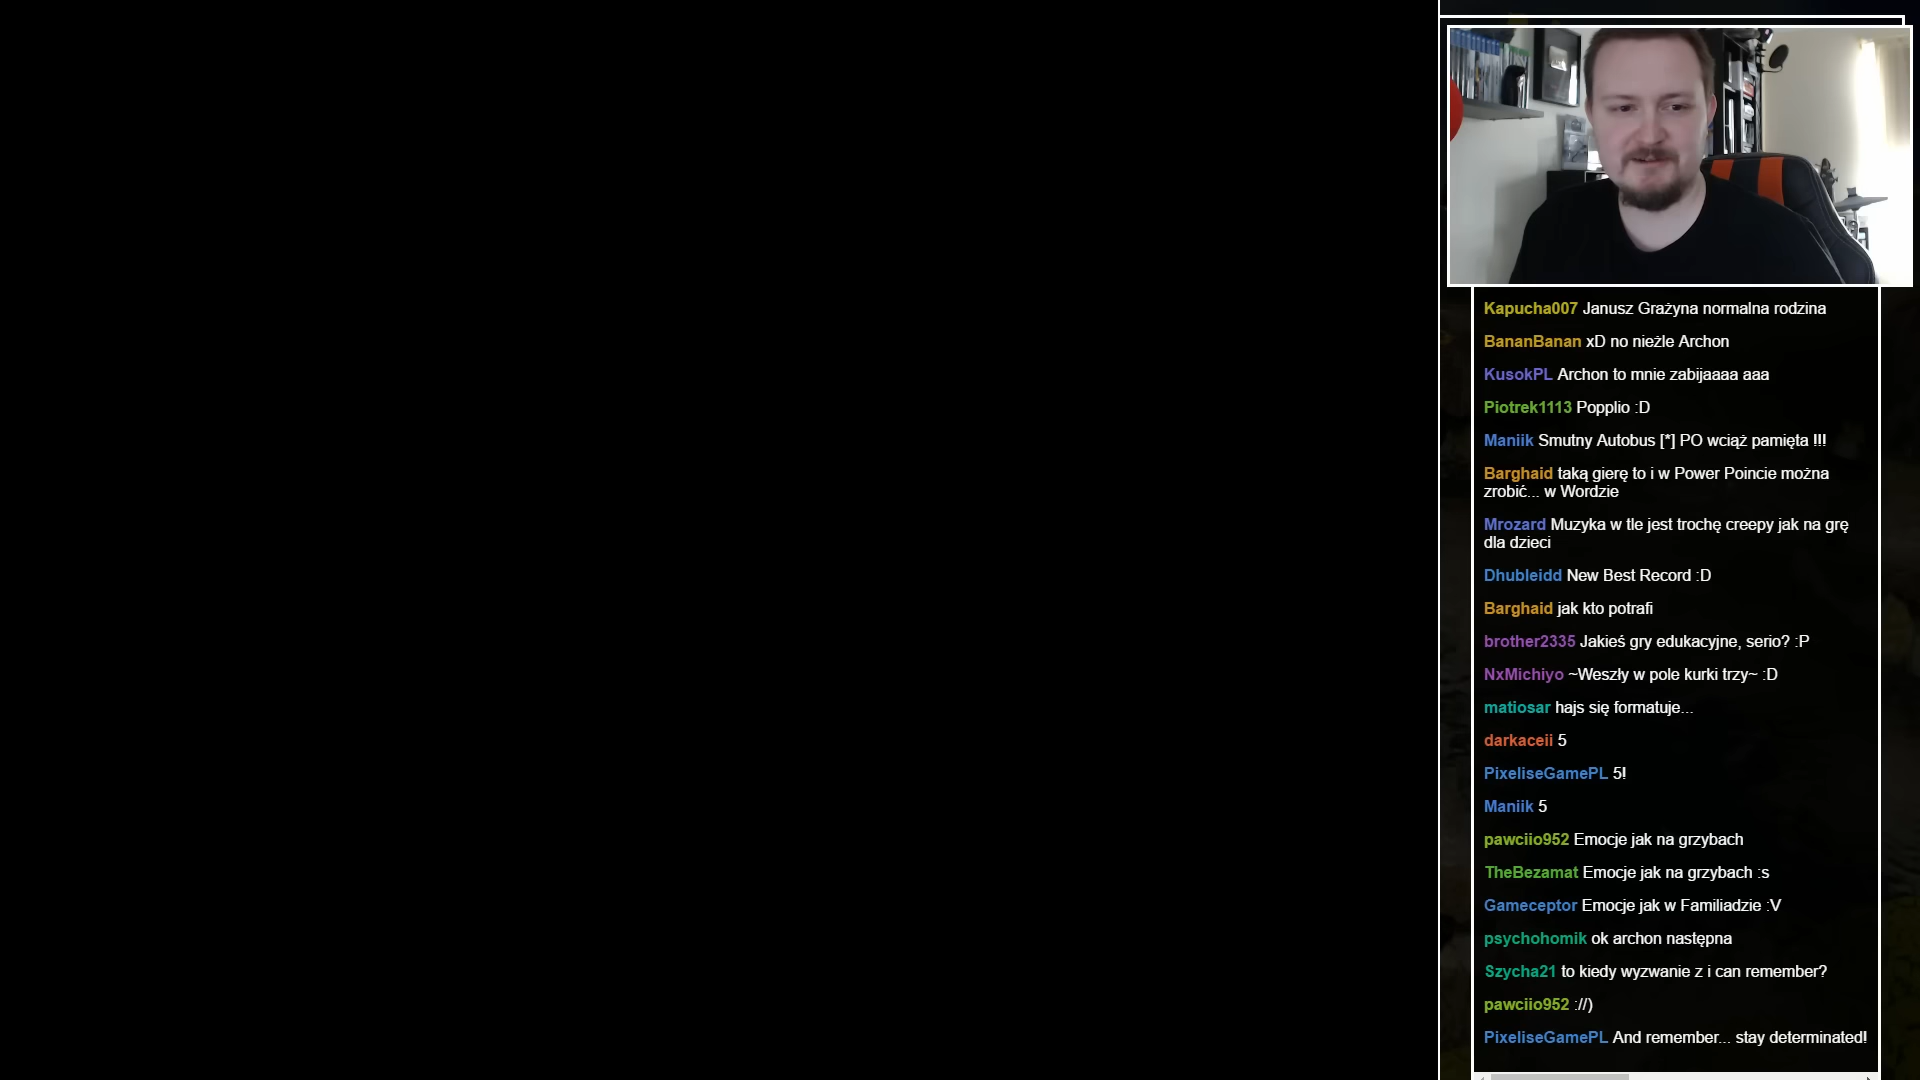 Kapucha007 Janusz Grażyna normalna rodzina
BananBanan xD no nieżle Archon
KusokPL Archon to mnie zabijaaaa aaa
Piotrek1113 Popplio :D
Maniik Smutny Autobus [*] PO wciąż pamięta !!!
Barghaid taką gierę to i w Power Poincie można
zrobić... w Wordzie
Mrozard Muzyka w tle jest trochę creepy jak na grę
dla dzieci
Dhubleidd New Best Record :D
Barghaid jak kto potrafi
brother2335 Jakieś gry edukacyjne, serio? :P
NxMichiyo ~Weszły w pole kurki trzy~ :D
matiosar hajs się formatuje...
darkaceii 5
PixeliseGamePL 5!
Maniik 5
pawciio952 Emocje jak na grzybach
TheBezamat Emocje jak na grzybach :s
Gameceptor Emocje jak w Familiadzie :V
psychohomik ok archon następna
Szycha21 to kiedy wyzwanie z i can remember?
pawciio952 ://)
PixeliseGamePL And remember... stay determinated!